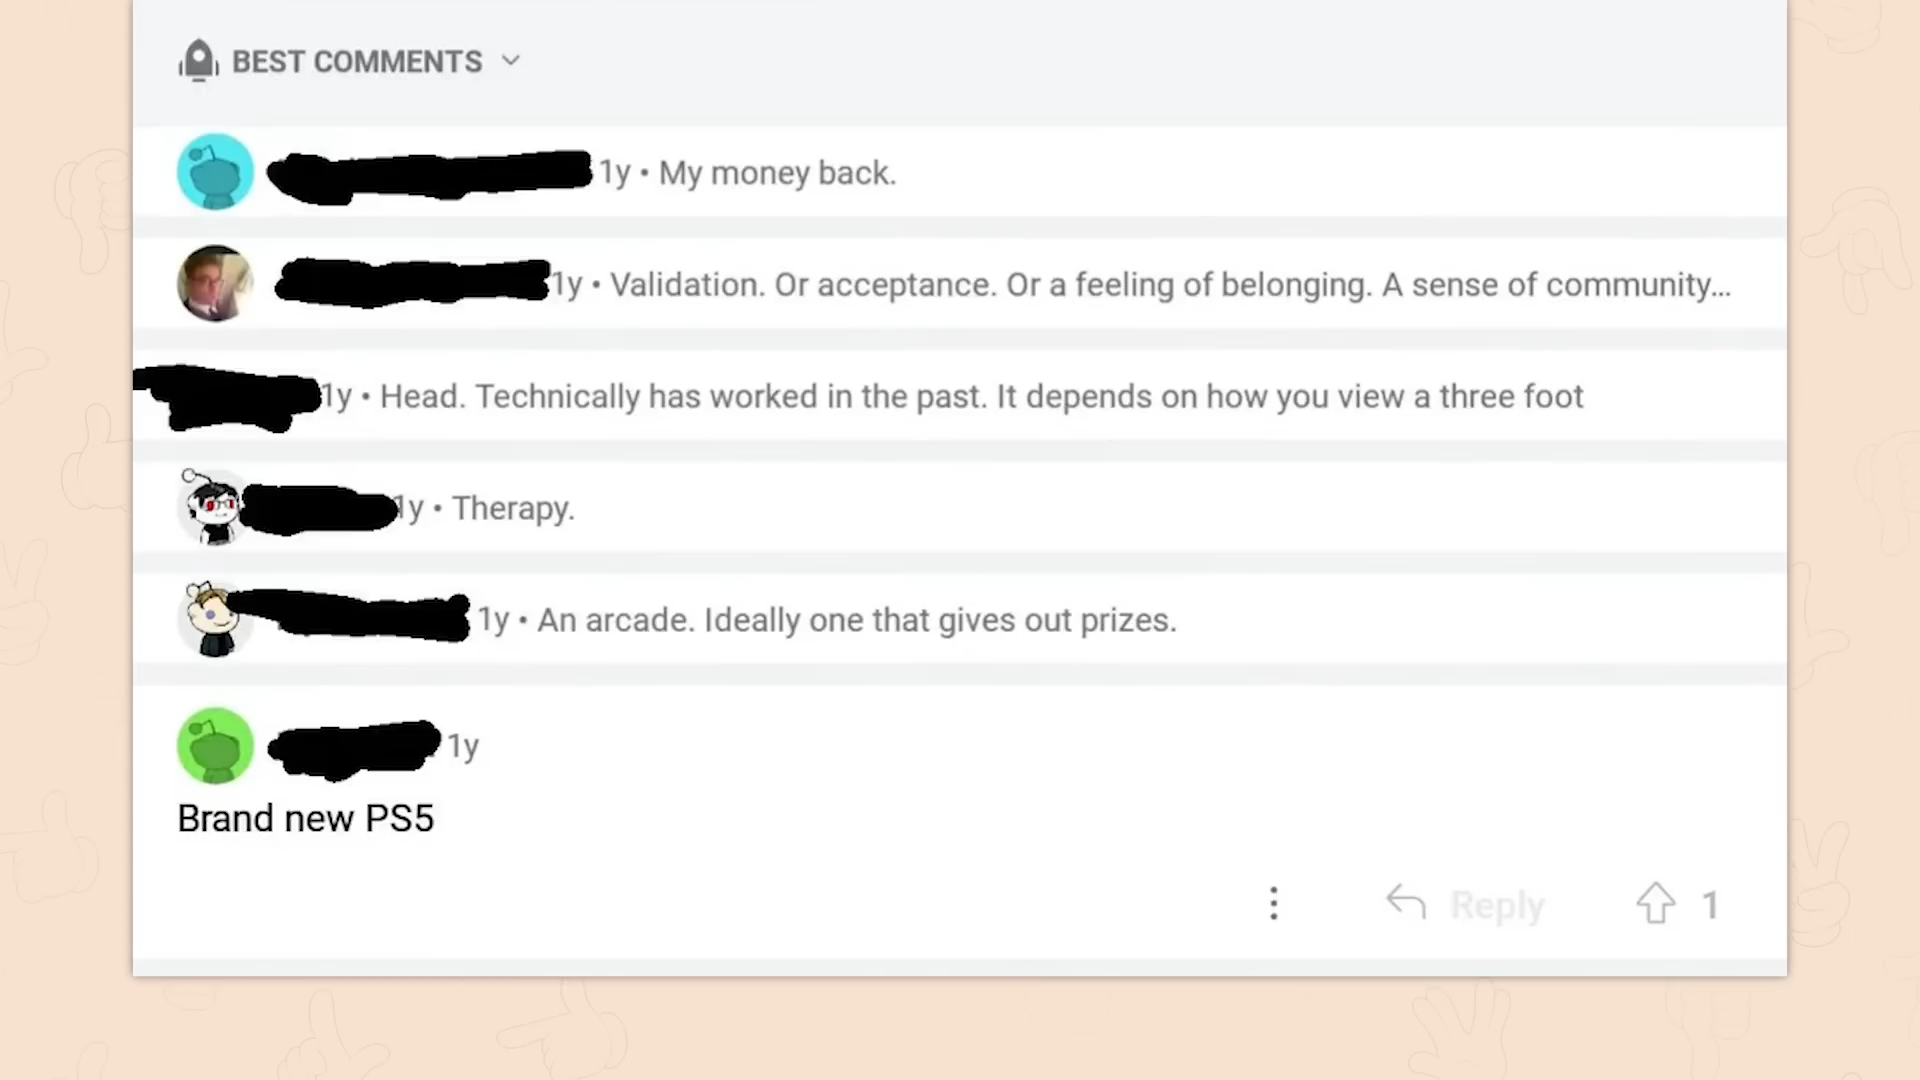 BEST COMMENTS
1y • My money back.
1y • Validation. Or acceptance. Or a feeling of belonging. A sense of community...
1y • Head. Technically has worked in the past. It depends on how you view a three foot
1y • Therapy.
1y • An arcade. Ideally one that gives out prizes.
1y
Brand new PS5
Reply 1